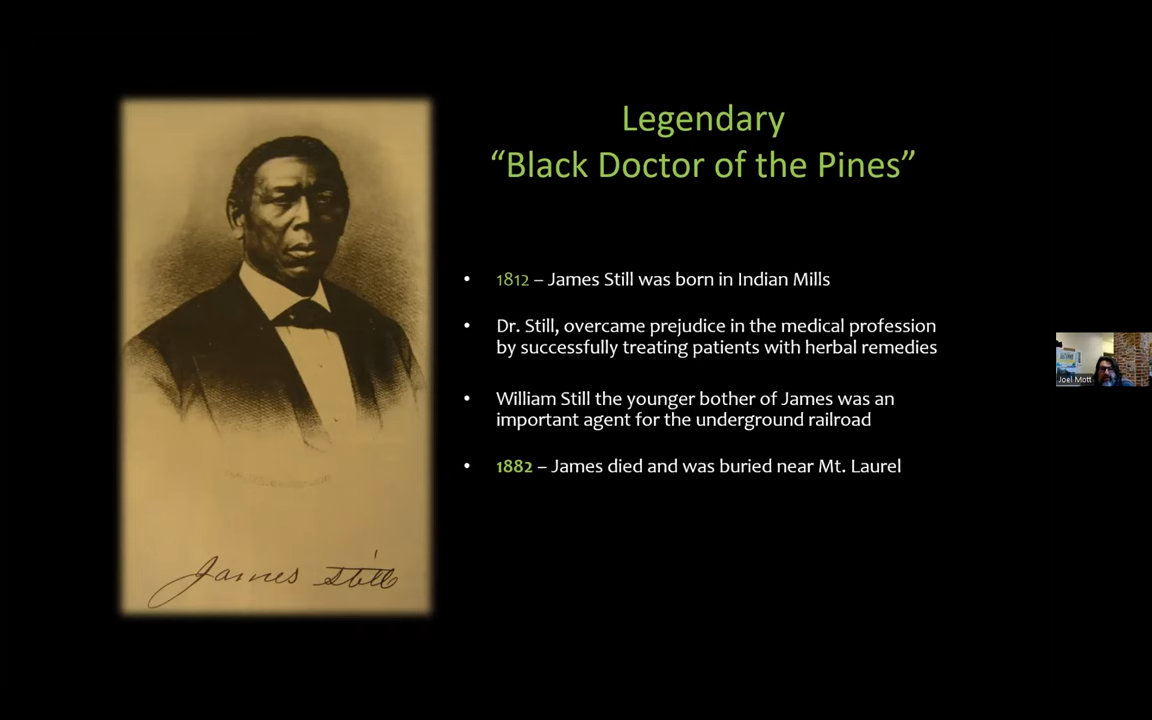 Legendary
“Black Doctor of the Pines”
• 1812 – James Still was born in Indian Mills
• Dr. Still, overcame prejudice in the medical profession
by successfully treating patients with herbal remedies
• William Still the younger bother of James was an
important agent for the underground railroad
• 1882 – James died and was buried near Mt. Laurel
James Still
Joel Mott